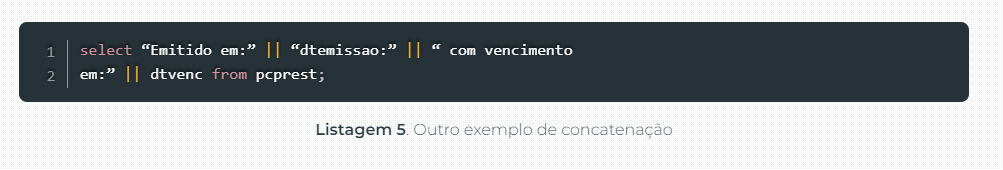 1 select “Emitido em:” || “dtemissao:” || “ com vencimento
2 em:” || dtvenc from pcprest;
Listagem 5. Outro exemplo de concatenação